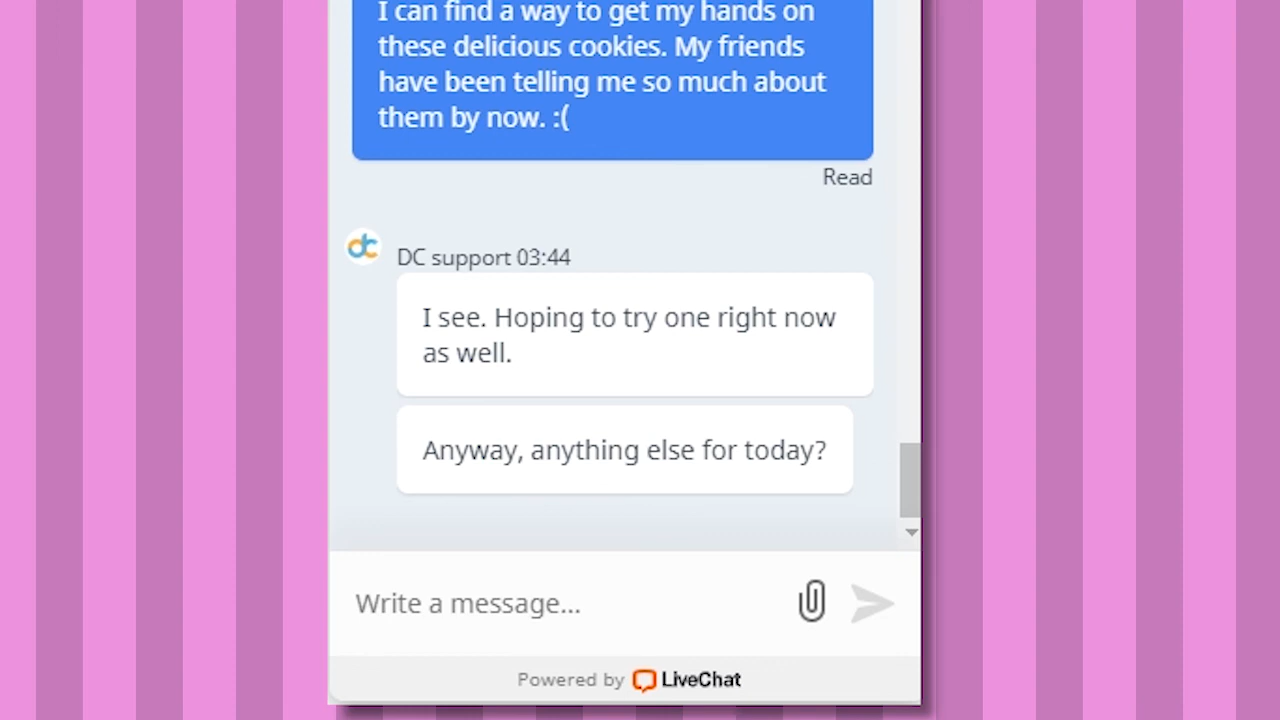 I can find a way to get my hands on
these delicious cookies. My friends
have been telling me so much about
them by now. :(
Read
dc
DC support 03:44
I see. Hoping to try one right now
as well.
Anyway, anything else for today?
Write a message...
Powered by LiveChat